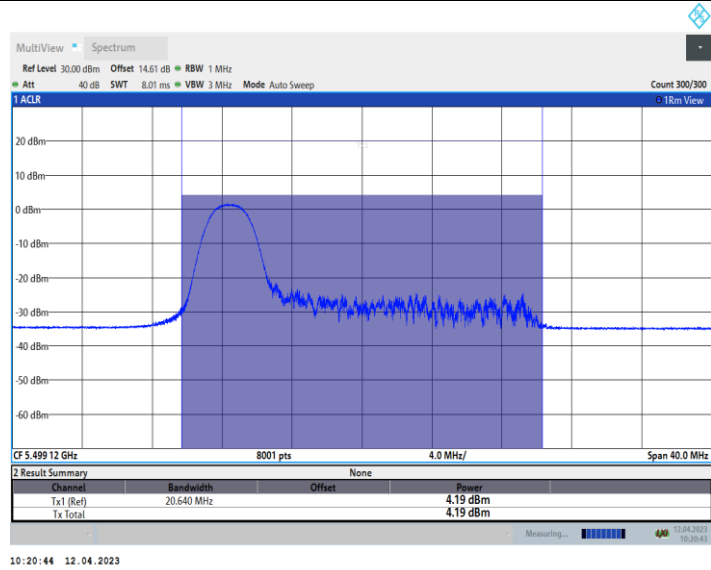 R&S
MultiView Spectrum
Ref Level 30.00 dBm Offset 14.61 dB RBW 1 MHz
Att 40 dB SWT 8.01 ms VBW 3 MHz Mode Auto Sweep Count 300/300
1 ACLR 1Rm View
20 dBm
10 dBm
0 dBm
-10 dBm
-20 dBm
-30 dBm
-40 dBm
-50 dBm
-60 dBm
CF 5.499 12 GHz 8001 pts 4.0 MHz/ Span 40.0 MHz
2 Result Summary None
Channel Bandwidth Offset Power
Tx1 (Ref) 20.640 MHz 4.19 dBm
Tx Total 4.19 dBm
Measuring... 12.04.2023
10:20:43
10:20:44 12.04.2023